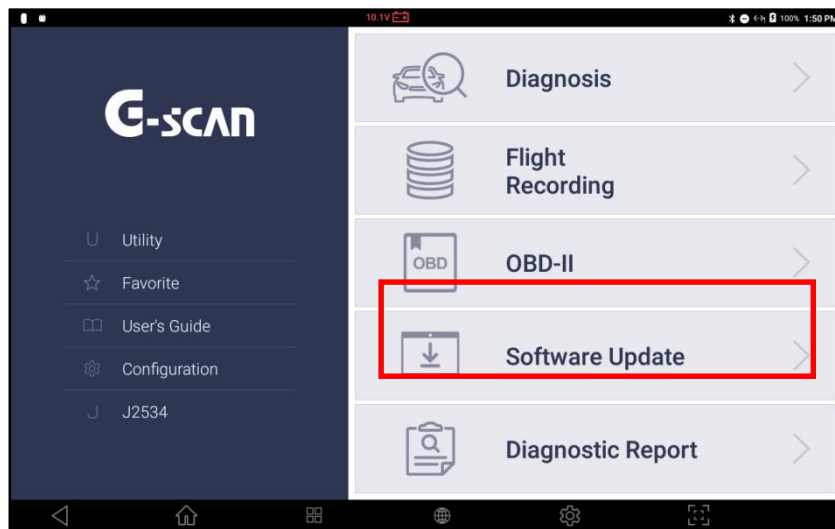 10.1V
100% 1:50 PM
G-scan
Utility
Favorite
User's Guide
Configuration
J2534
Diagnosis
Flight
Recording
OBD
OBD-II
Software Update
Diagnostic Report